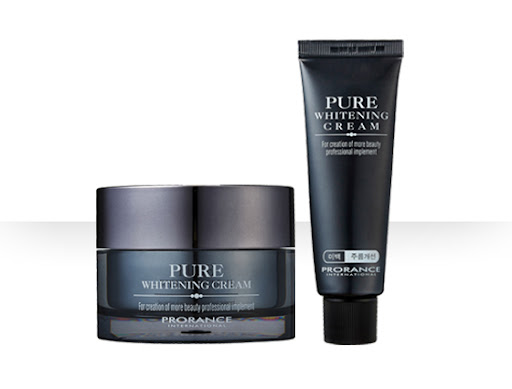 PURE
WHITENING CREAM
For creation of more beauty professional implement
PRORANCE
INTERNATIONAL
PURE
WHITENING
CREAM
For creation of more beauty
professional implement
미백 주름개선
PRORANCE
INTERNATIONAL